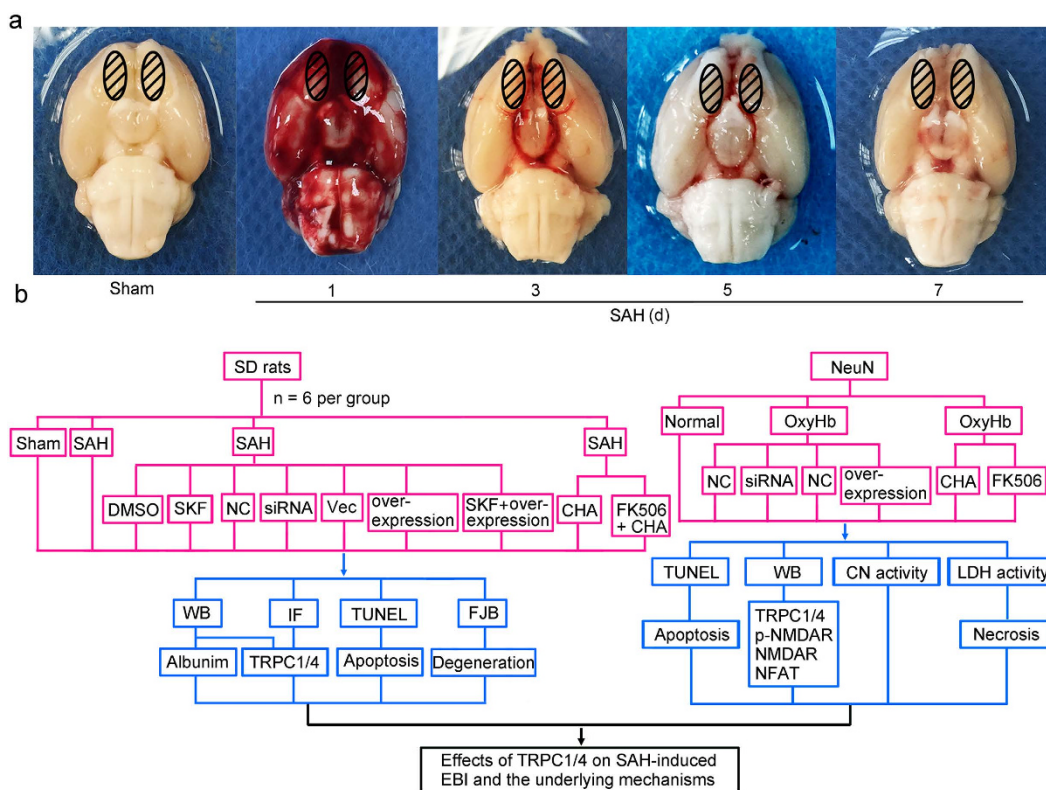 a
Sham
1
3
5
7
SAH (d)
b
SD rats
n = 6 per group
Sham
SAH
SAH
SAH
DMSO
SKF
NC
siRNA
Vec
over-
expression
SKF+over-
expression
CHA
FK506
+ CHA
WB
IF
TUNEL
FJB
Albunim
TRPC1/4
Apoptosis
Degeneration
NeuN
Normal
OxyHb
OxyHb
NC
siRNA
NC
over-
expression
CHA
FK506
TUNEL
WB
CN activity
LDH activity
Apoptosis
TRPC1/4
p-NMDAR
NMDAR
NFAT
Necrosis
Effects of TRPC1/4 on SAH-induced
EBI and the underlying mechanisms